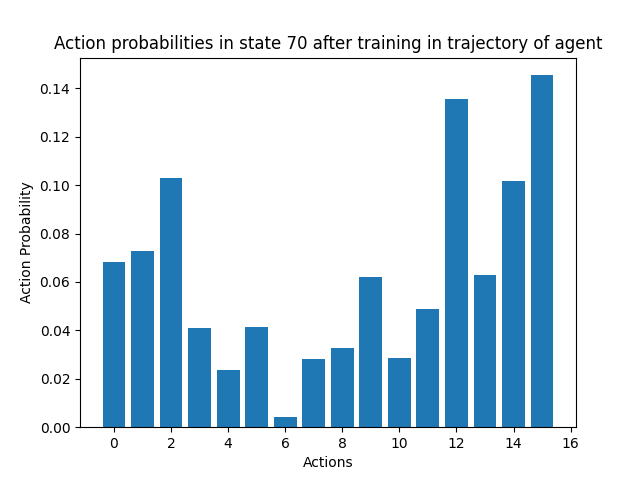 Action probabilities in state 70 after training in trajectory of agent
0.14
0.12
0.10
0.08
0.06
0.04
0.02
0.00
Action Probability
0 2 4 6 8 10 12 14 16
Actions